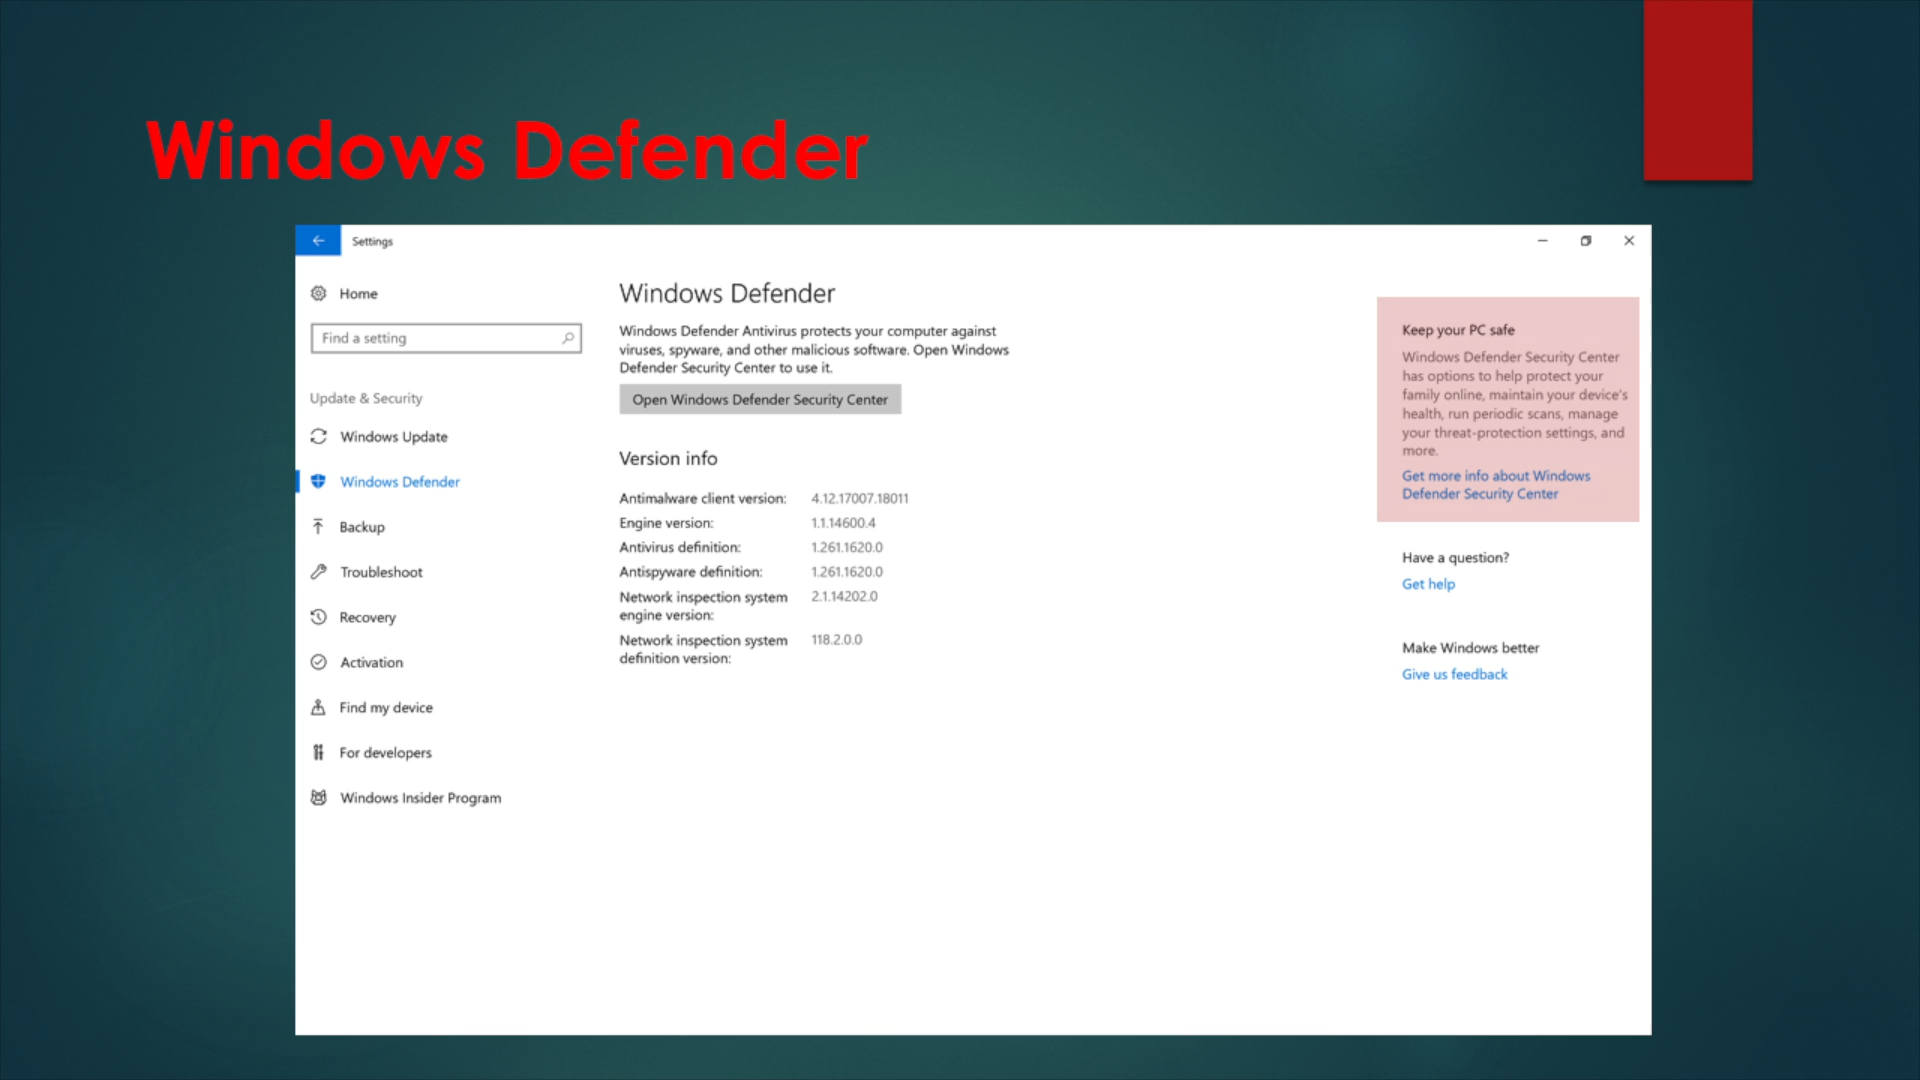 Windows Defender
Settings
Home
Find a setting
Update & Security
Windows Update
Windows Defender
Backup
Troubleshoot
Recovery
Activation
Find my device
For developers
Windows Insider Program
Windows Defender
Windows Defender Antivirus protects your computer against
viruses, spyware, and other malicious software. Open Windows
Defender Security Center to use it.
Open Windows Defender Security Center
Version info
Antimalware client version: 4.12.17007.18011
Engine version: 1.1.14600.4
Antivirus definition: 1.261.1620.0
Antispyware definition: 1.261.1620.0
Network inspection system 2.1.14202.0
engine version:
Network inspection system 118.2.0.0
definition version:
Keep your PC safe
Windows Defender Security Center
has options to help protect your
family online, maintain your device's
health, run periodic scans, manage
your threat-protection settings, and
more.
Get more info about Windows
Defender Security Center
Have a question?
Get help
Make Windows better
Give us feedback